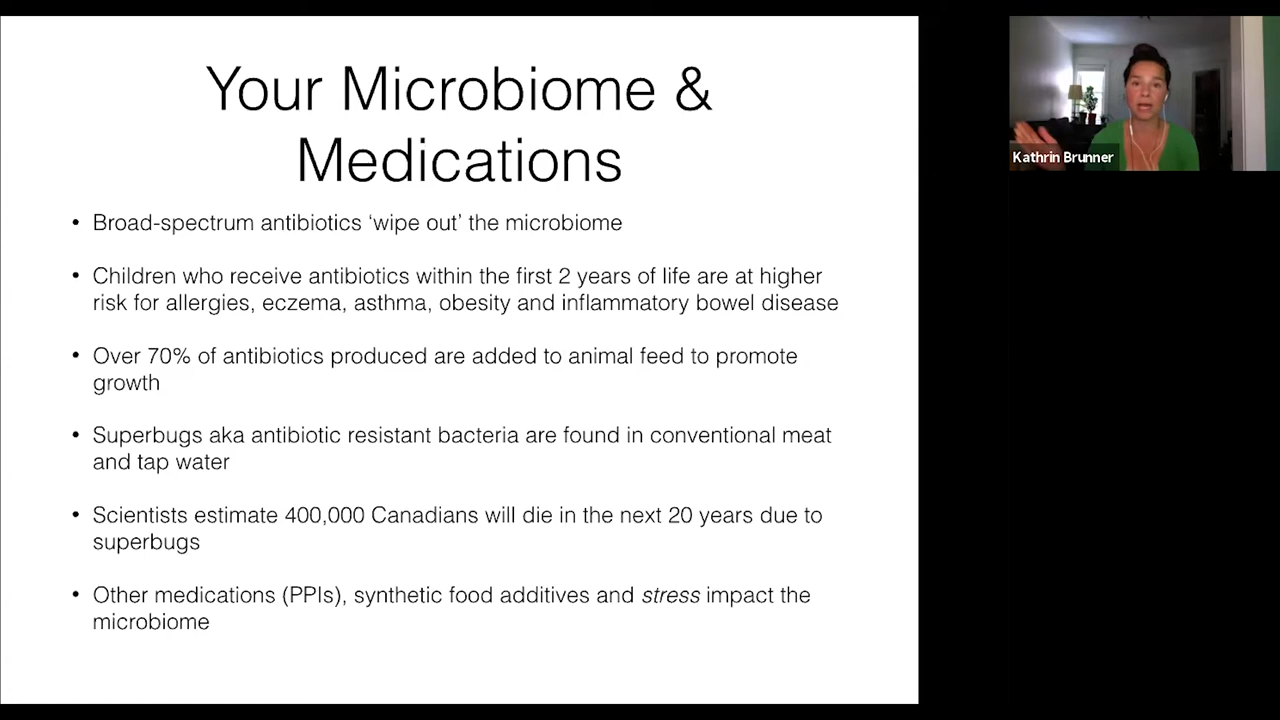 Your Microbiome &
Medications
• Broad-spectrum antibiotics ‘wipe out’ the microbiome
• Children who receive antibiotics within the first 2 years of life are at higher
risk for allergies, eczema, asthma, obesity and inflammatory bowel disease
• Over 70% of antibiotics produced are added to animal feed to promote
growth
• Superbugs aka antibiotic resistant bacteria are found in conventional meat
and tap water
• Scientists estimate 400,000 Canadians will die in the next 20 years due to
superbugs
• Other medications (PPIs), synthetic food additives and stress impact the
microbiome
Kathrin Brunner